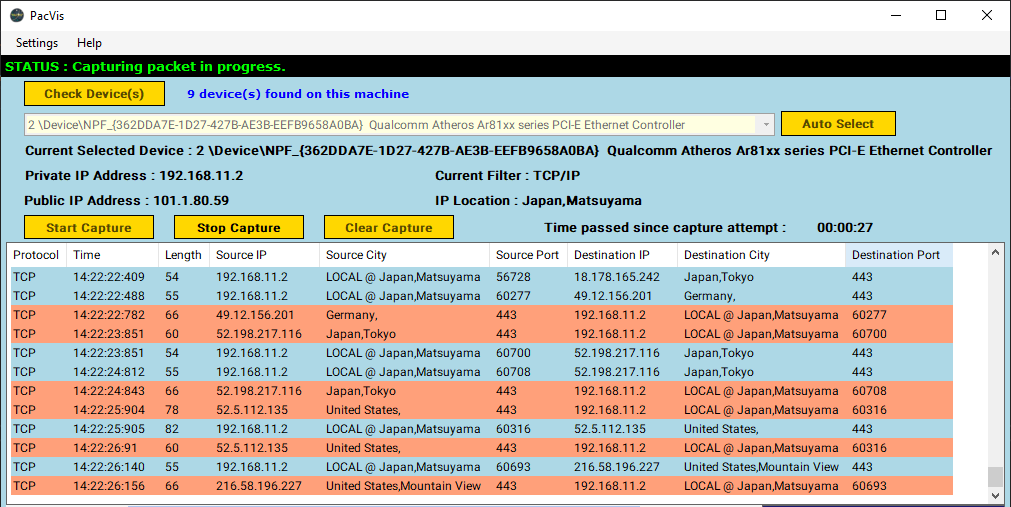 PacVis
Settings Help
STATUS : Capturing packet in progress.
Check Device(s) 9 device(s) found on this machine
2 \Device\NPF_{362DDA7E-1D27-427B-AE3B-EEFB9658A0BA} Qualcomm Atheros Ar81xx series PCI-E Ethernet Controller Auto Select
Current Selected Device : 2 \Device\NPF_{362DDA7E-1D27-427B-AE3B-EEFB9658A0BA} Qualcomm Atheros Ar81xx series PCI-E Ethernet Controller
Private IP Address : 192.168.11.2 Current Filter : TCP/IP
Public IP Address : 101.1.80.59 IP Location : Japan,Matsuyama
Start Capture Stop Capture Clear Capture Time passed since capture attempt : 00:00:27
Protocol Time Length Source IP Source City Source Port Destination IP Destination City Destination Port
TCP 14:22:22:409 54 192.168.11.2 LOCAL @ Japan,Matsuyama 56728 18.178.165.242 Japan,Tokyo 443
TCP 14:22:22:488 55 192.168.11.2 LOCAL @ Japan,Matsuyama 60277 49.12.156.201 Germany, 443
TCP 14:22:22:782 66 49.12.156.201 Germany, 443 192.168.11.2 LOCAL @ Japan,Matsuyama 60277
TCP 14:22:23:851 60 52.198.217.116 Japan,Tokyo 443 192.168.11.2 LOCAL @ Japan,Matsuyama 60700
TCP 14:22:23:851 54 192.168.11.2 LOCAL @ Japan,Matsuyama 60700 52.198.217.116 Japan,Tokyo 443
TCP 14:22:24:812 55 192.168.11.2 LOCAL @ Japan,Matsuyama 60708 52.198.217.116 Japan,Tokyo 443
TCP 14:22:24:843 66 52.198.217.116 Japan,Tokyo 443 192.168.11.2 LOCAL @ Japan,Matsuyama 60708
TCP 14:22:25:904 78 52.5.112.135 United States, 443 192.168.11.2 LOCAL @ Japan,Matsuyama 60316
TCP 14:22:25:905 82 192.168.11.2 LOCAL @ Japan,Matsuyama 60316 52.5.112.135 United States, 443
TCP 14:22:26:91 60 52.5.112.135 United States, 443 192.168.11.2 LOCAL @ Japan,Matsuyama 60316
TCP 14:22:26:140 55 192.168.11.2 LOCAL @ Japan,Matsuyama 60693 216.58.196.227 United States,Mountain View 443
TCP 14:22:26:156 66 216.58.196.227 United States,Mountain View 443 192.168.11.2 LOCAL @ Japan,Matsuyama 60693